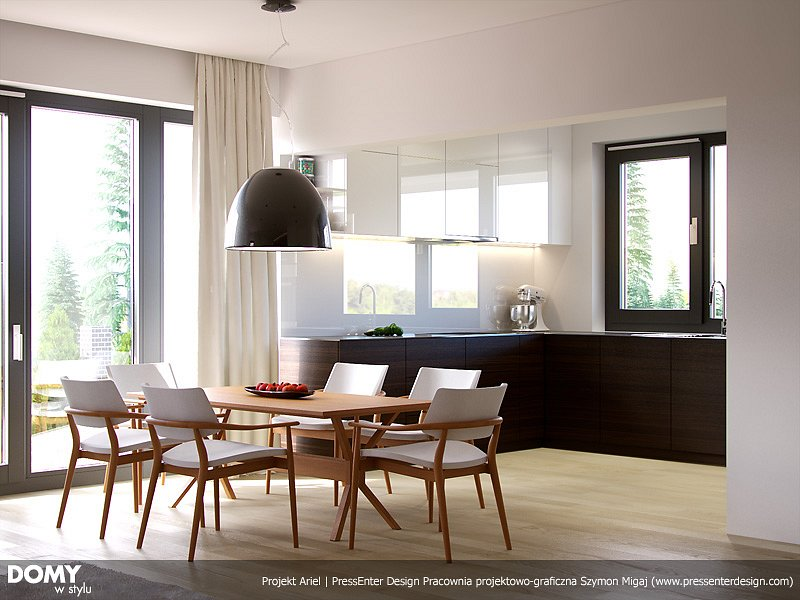 DOMY
w stylu
Projekt Ariel | PressEnter Design Pracownia projektowo-graficzna Szymon Migaj (www.pressenterdesign.com)